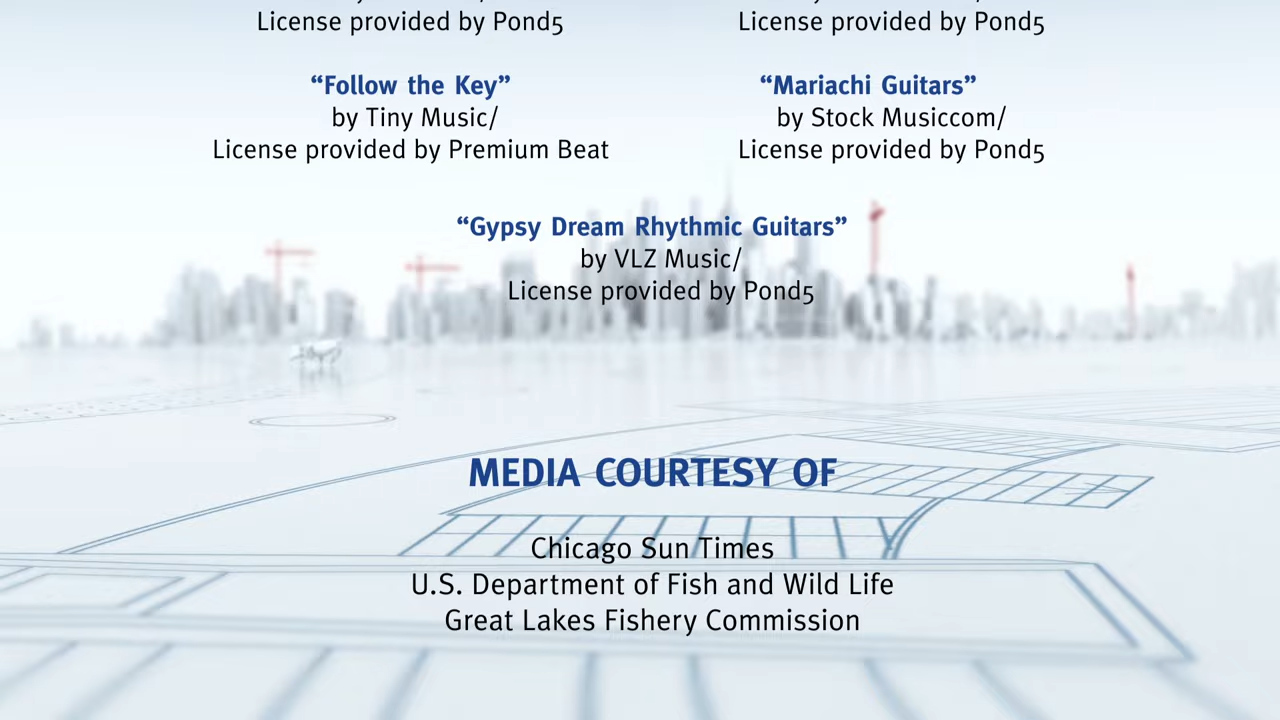 License provided by Pond5
License provided by Pond5
“Follow the Key”
by Tiny Music/
License provided by Premium Beat
“Mariachi Guitars”
by Stock Musiccom/
License provided by Pond5
“Gypsy Dream Rhythmic Guitars”
by VLZ Music/
License provided by Pond5
MEDIA COURTESY OF
Chicago Sun Times
U.S. Department of Fish and Wild Life
Great Lakes Fishery Commission